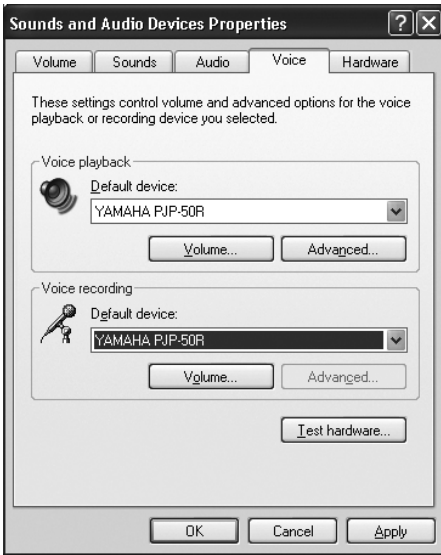 Sounds and Audio Devices Properties
Volume
Sounds
Audio
Voice
Hardware
These settings control volume and advanced options for the voice
playback or recording device you selected.
Voice playback
Default device:
YAMAHA PJP-50R
Volume...
Advanced...
Voice recording
Default device:
YAMAHA PJP-50R
Volume...
Advanced...
Test hardware...
OK
Cancel
Apply